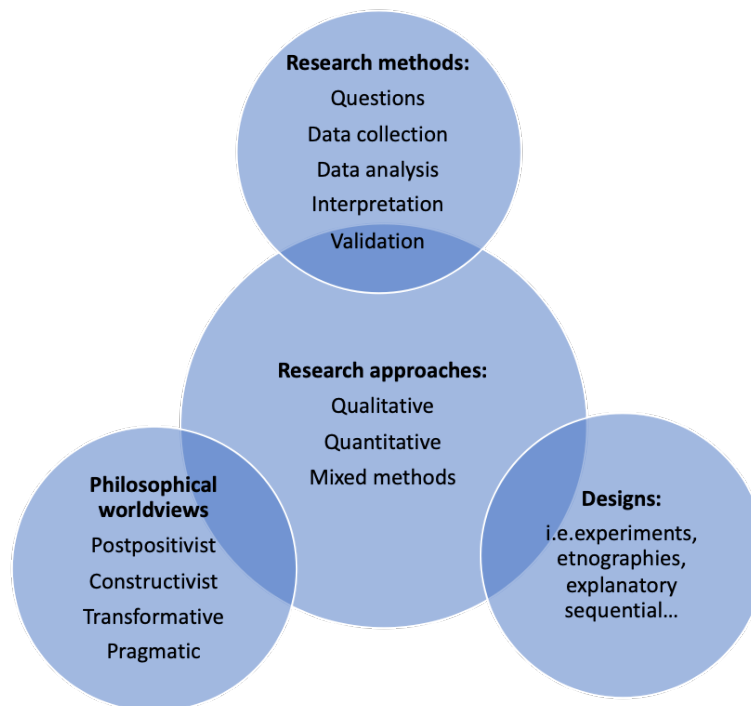 Research methods:
Questions
Data collection
Data analysis
Interpretation
Validation
Research approaches:
Qualitative
Quantitative
Mixed methods
Philosophical
worldviews
Postpositivist
Constructivist
Transformative
Pragmatic
Designs:
i.e.experiments,
etnographies,
explanatory
sequential…